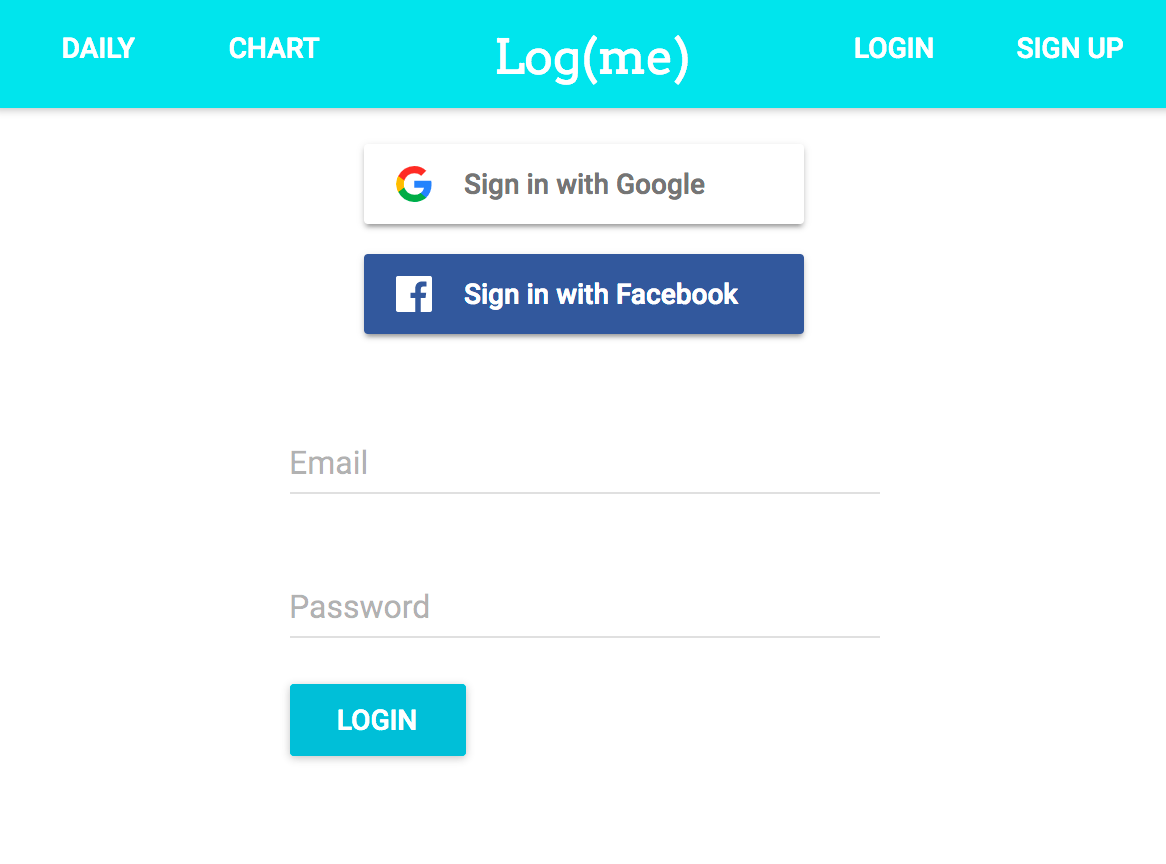 DAILY CHART Log(me) LOGIN SIGN UP
Sign in with Google
Sign in with Facebook
Email
Password
LOGIN